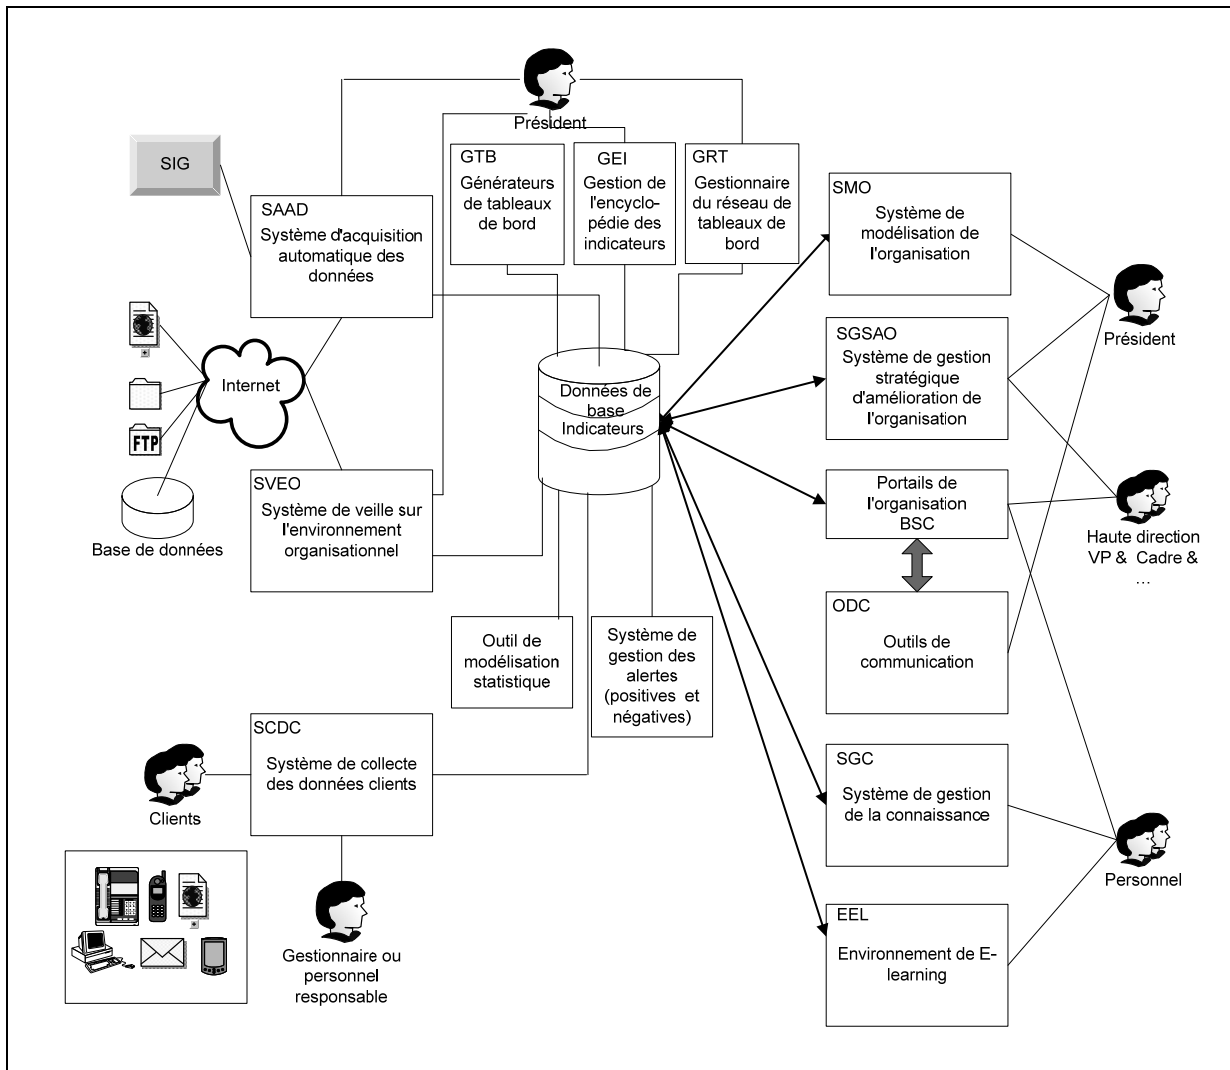 Président
SIG
GTB
Générateurs
de tableaux
de bord
GEI
Gestion de
l'encyclo-
pédie des
indicateurs
GRT
Gestionnaire
du réseau de
tableaux de
bord
SAAD
Système d'acquisition
automatique des
données
SMO
Système de
modélisation de
l'organisation
Président
SGSAO
Système de gestion
stratégique
d'amélioration de
l'organisation
Internet
FTP
Base de données
Données de
base
Indicateurs
SVEO
Système de veille sur
l'environnement
organisationnel
Portails de
l'organisation
BSC
Haute direction
VP & Cadre &
...
ODC
Outils de
communication
Outil de
modélisation
statistique
Système de
gestion des
alertes
(positives et
négatives)
SCDC
Système de collecte
des données clients
Clients
Gestionnaire ou
personnel
responsable
SGC
Système de gestion
de la connaissance
Personnel
EEL
Environnement de E-
learning